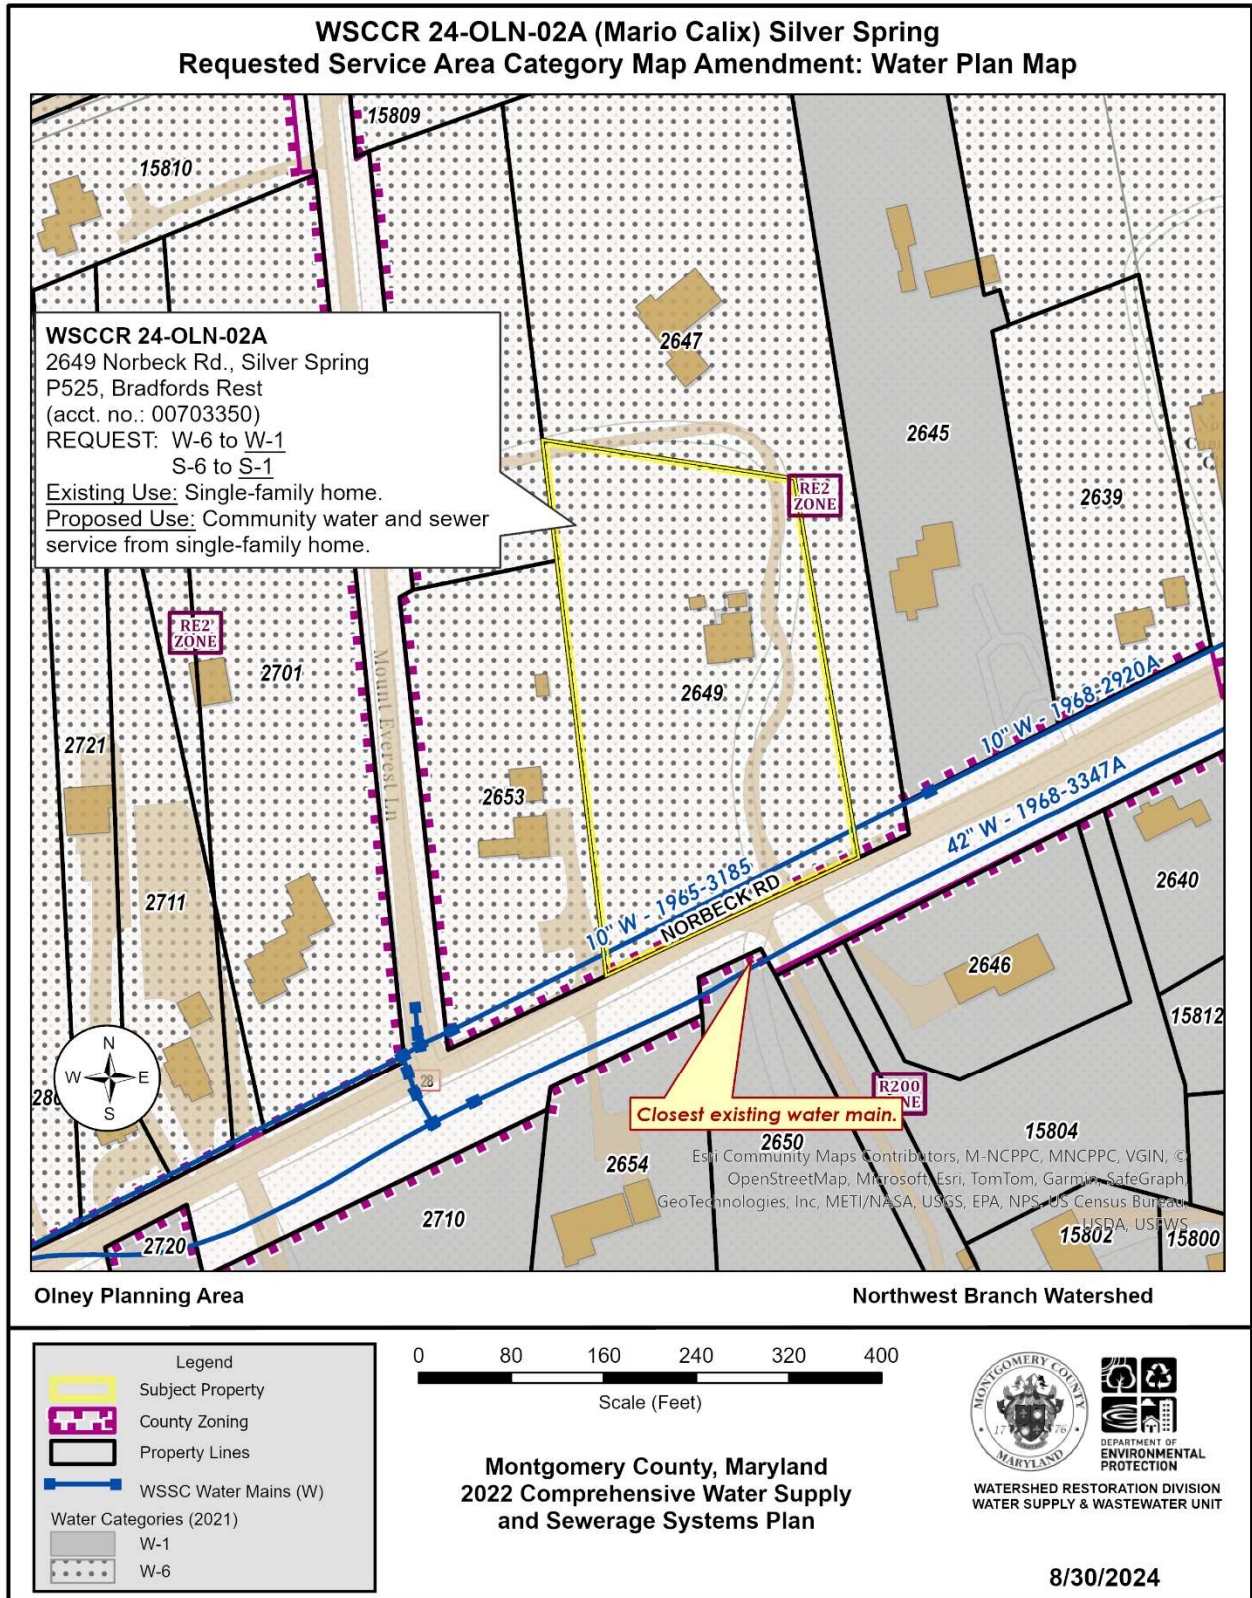 WSCCR 24-OLN-02A (Mario Calix) Silver Spring
Requested Service Area Category Map Amendment: Water Plan Map
15809
15810
WSCCR 24-OLN-02A
2649 Norbeck Rd., Silver Spring
P525, Bradfords Rest
(acct. no.: 00703350)
REQUEST: W-6 to W-1
S-6 to S-1
Existing Use: Single-family home.
Proposed Use: Community water and sewer
service from single-family home.
2647
2645
2639
RE2
ZONE
RE2
ZONE
2701
2649
Mount Everest Ln
2721
2653
2711
10" W - 1968-2920A
42" W - 1968-3347A
10" W - 1965-3185
NORBECK RD
2640
2646
15812
N
W E
S
28
R200
Closest existing water main.
15804
2650
2654
2710
2720
Esri Community Maps Contributors, M-NCPPC, MNCPPC, VGIN, ©
OpenStreetMap, Microsoft, Esri, TomTom, Garmin, SafeGraph,
GeoTechnologies, Inc, METI/NASA, USGS, EPA, NPS, US Census Bureau,
USDA, USFWS
15802
15800
Olney Planning Area
Northwest Branch Watershed
Legend
Subject Property
County Zoning
Property Lines
WSSC Water Mains (W)
Water Categories (2021)
W-1
W-6
0 80 160 240 320 400
Scale (Feet)
Montgomery County, Maryland
2022 Comprehensive Water Supply
and Sewerage Systems Plan
MONTGOMERY COUNTY
17 76
MARYLAND
DEPARTMENT OF
ENVIRONMENTAL
PROTECTION
WATERSHED RESTORATION DIVISION
WATER SUPPLY & WASTEWATER UNIT
8/30/2024